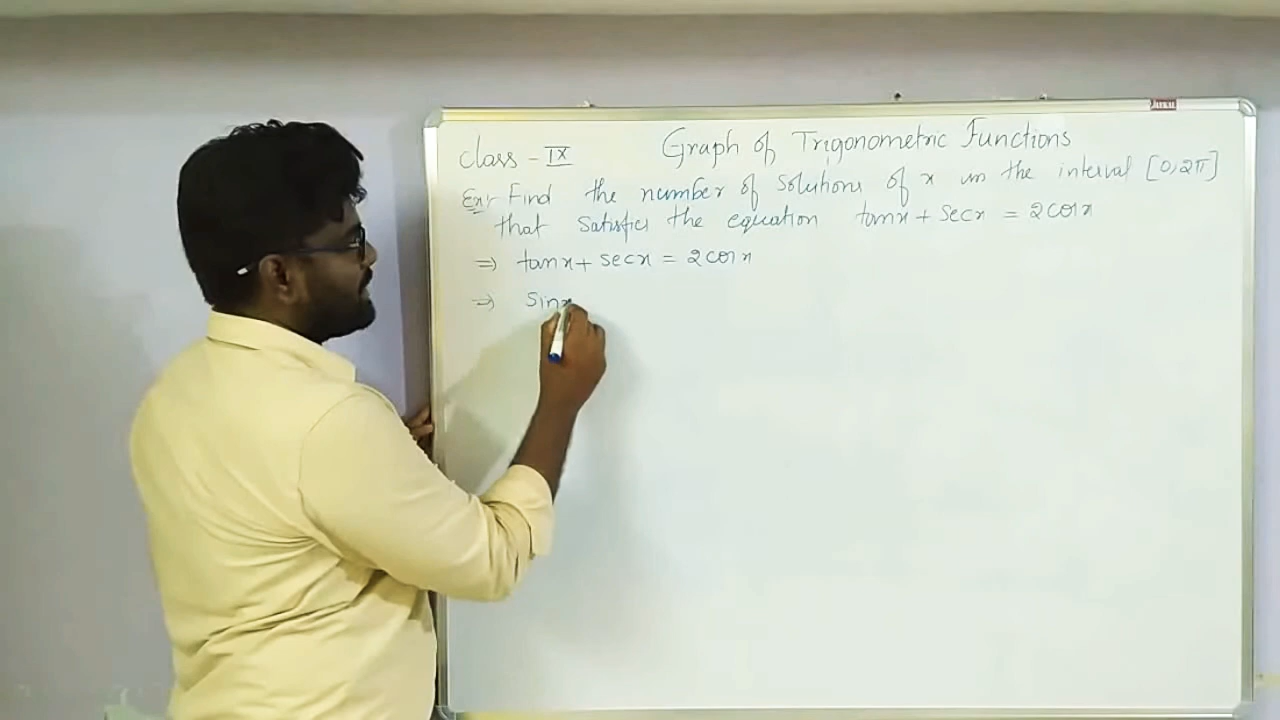 Class - IX
Graph of Trigonometric Functions
Ex:- Find the number of solutions of x in the interval [0,2π]
that satisfies the equation tanx + secx = 2cosx
⇒ tanx + secx = 2cosx
⇒ sinx